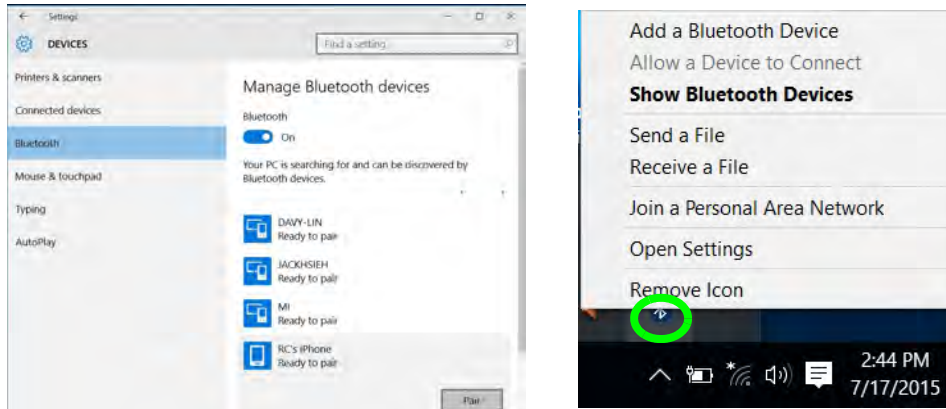 Settings
DEVICES
Find a setting
Printers & scanners
Connected devices
Bluetooth
Mouse & touchpad
Typing
AutoPlay
Manage Bluetooth devices
Bluetooth
On
Your PC is searching for and can be discovered by
Bluetooth devices.
DAVY-LIN
Ready to pair
JACKHSIEH
Ready to pair
MI
Ready to pair
RC's iPhone
Ready to pair
Pair
Add a Bluetooth Device
Allow a Device to Connect
Show Bluetooth Devices
Send a File
Receive a File
Join a Personal Area Network
Open Settings
Remove Icon
2:44 PM
7/17/2015